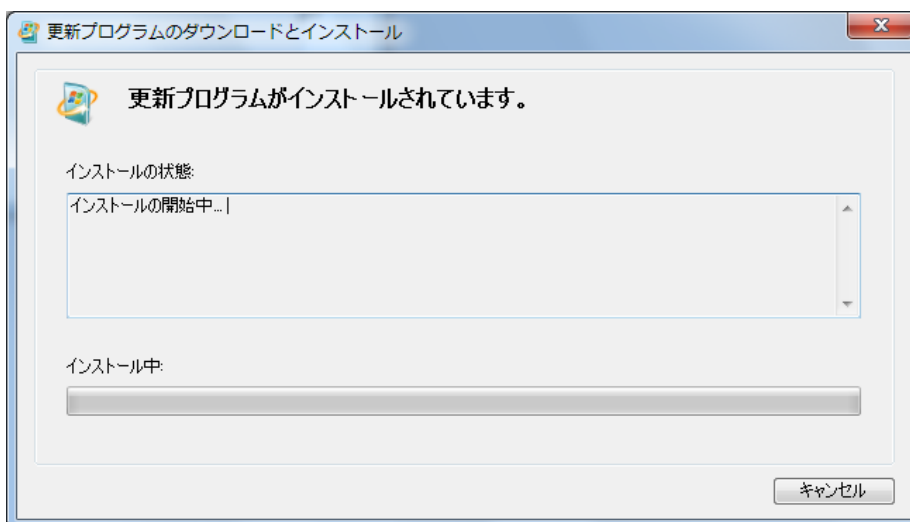 更新プログラムのダウンロードとインストール
更新プログラムがインストールされています。
インストールの状態:
インストールの開始中...
インストール中:
キャンセル